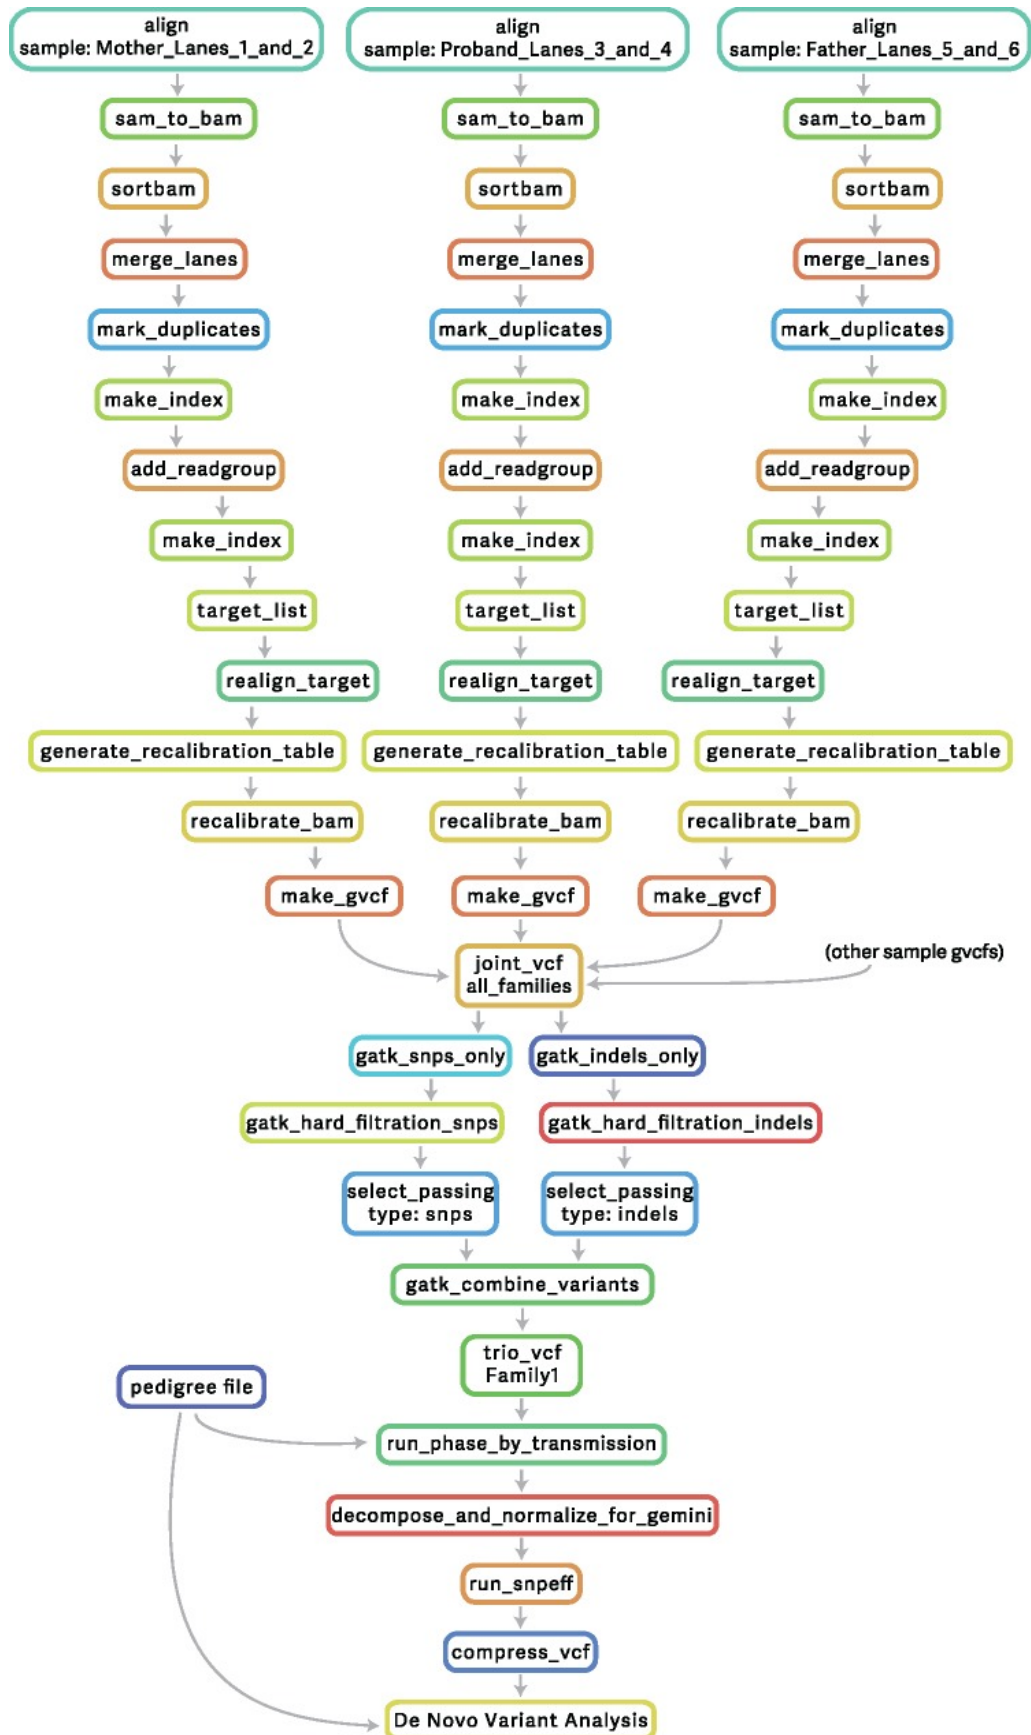 align
sample: Mother_Lanes_1_and_2
align
sample: Proband_Lanes_3_and_4
align
sample: Father_Lanes_5_and_6
sam_to_bam
sam_to_bam
sam_to_bam
sortbam
sortbam
sortbam
merge_lanes
merge_lanes
merge_lanes
mark_duplicates
mark_duplicates
mark_duplicates
make_index
make_index
make_index
add_readgroup
add_readgroup
add_readgroup
make_index
make_index
make_index
target_list
target_list
target_list
realign_target
realign_target
realign_target
generate_recalibration_table
generate_recalibration_table
generate_recalibration_table
recalibrate_bam
recalibrate_bam
recalibrate_bam
make_gvcf
make_gvcf
make_gvcf
joint_vcf
all_families
(other sample gvcfs)
gatk_snps_only
gatk_indels_only
gatk_hard_filtration_snps
gatk_hard_filtration_indels
select_passing
type: snps
select_passing
type: indels
gatk_combine_variants
trio_vcf
Family1
pedigree file
run_phase_by_transmission
decompose_and_normalize_for_gemini
run_snpeff
compress_vcf
De Novo Variant Analysis